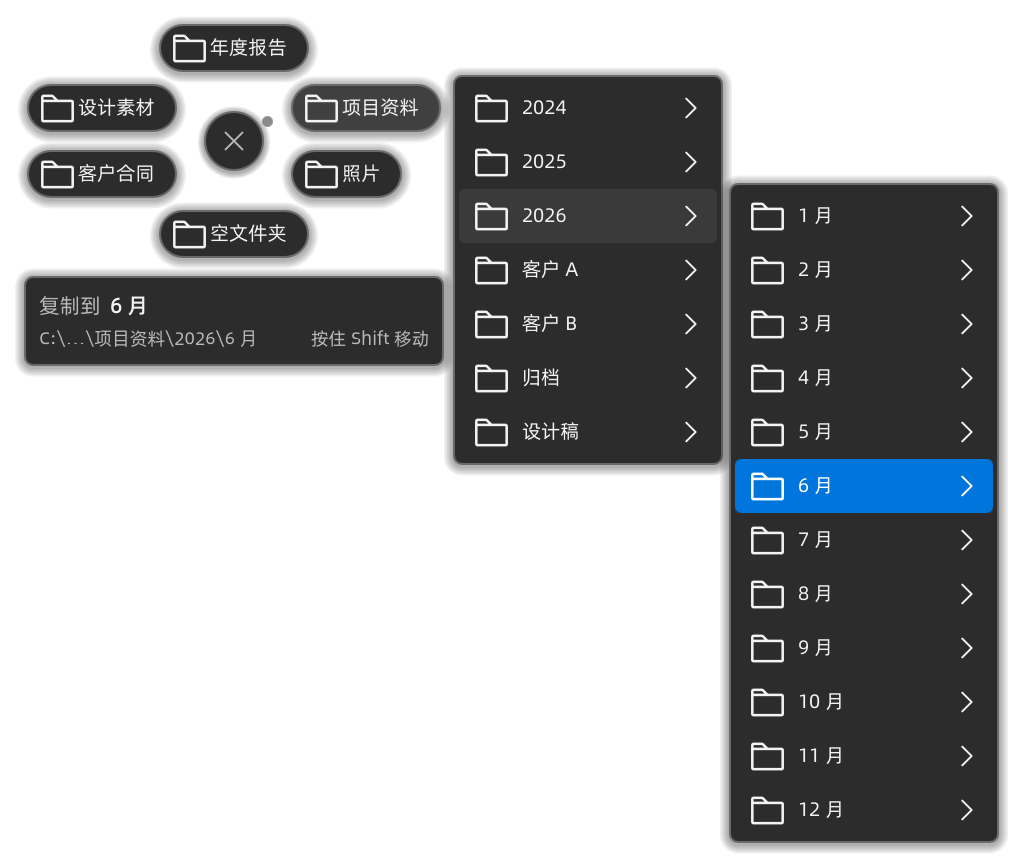 年度报告
设计素材
项目资料
客户合同
照片
空文件夹
复制到 6 月
C:\...\项目资料\2026\6 月 按住 Shift 移动
2024
2025
2026
客户 A
客户 B
归档
设计稿
1 月
2 月
3 月
4 月
5 月
6 月
7 月
8 月
9 月
10 月
11 月
12 月